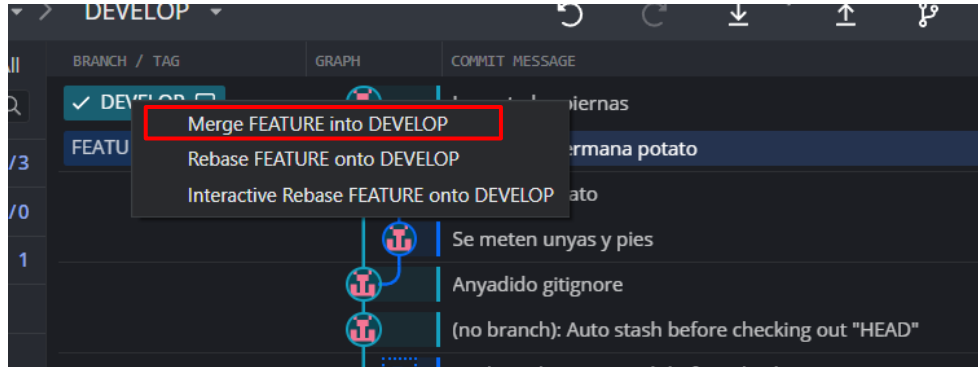 DEVELOP
All
BRANCH / TAG
GRAPH
COMMIT MESSAGE
DEVELOP
piernas
Merge FEATURE into DEVELOP
FEATU
ermana potato
/3
Rebase FEATURE onto DEVELOP
Interactive Rebase FEATURE onto DEVELOP
ato
/0
Se meten unyas y pies
1
Anyadido gitignore
(no branch): Auto stash before checking out "HEAD"